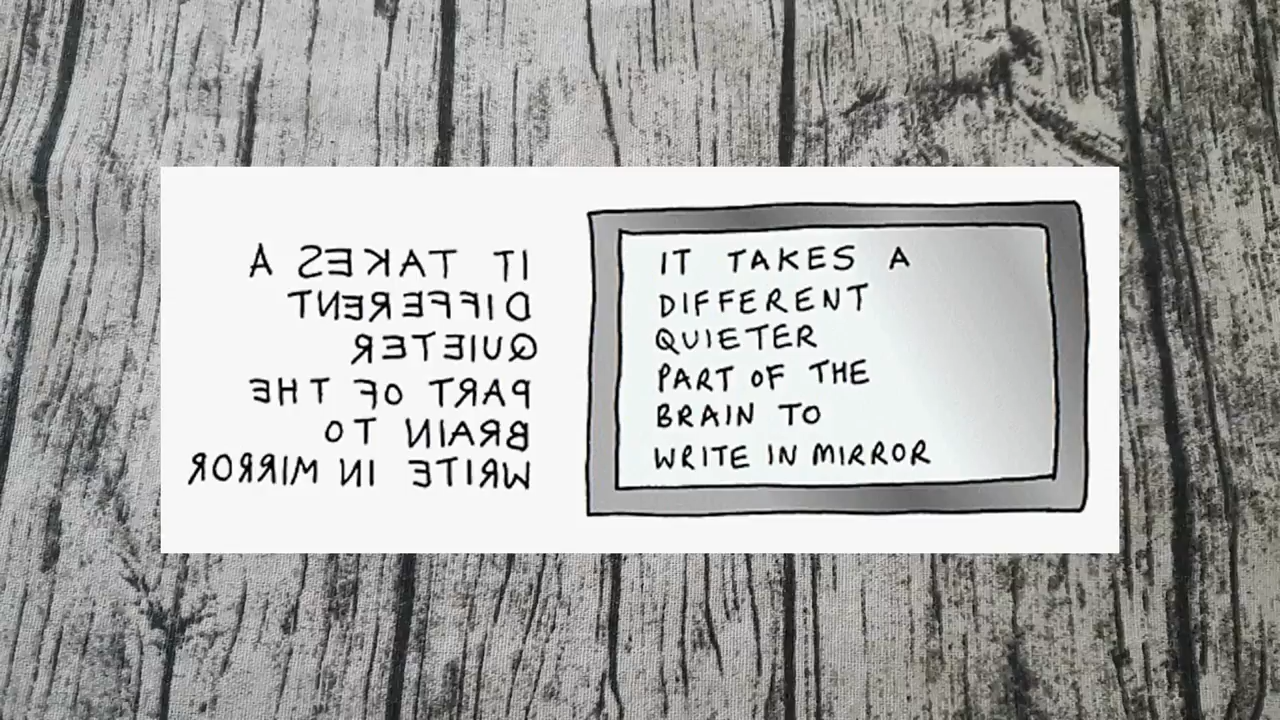 IT TAKES A
DIFFERENT
QUIETER
PART OF THE
BRAIN TO
WRITE IN MIRROR
IT TAKES A
DIFFERENT
QUIETER
PART OF THE
BRAIN TO
WRITE IN MIRROR